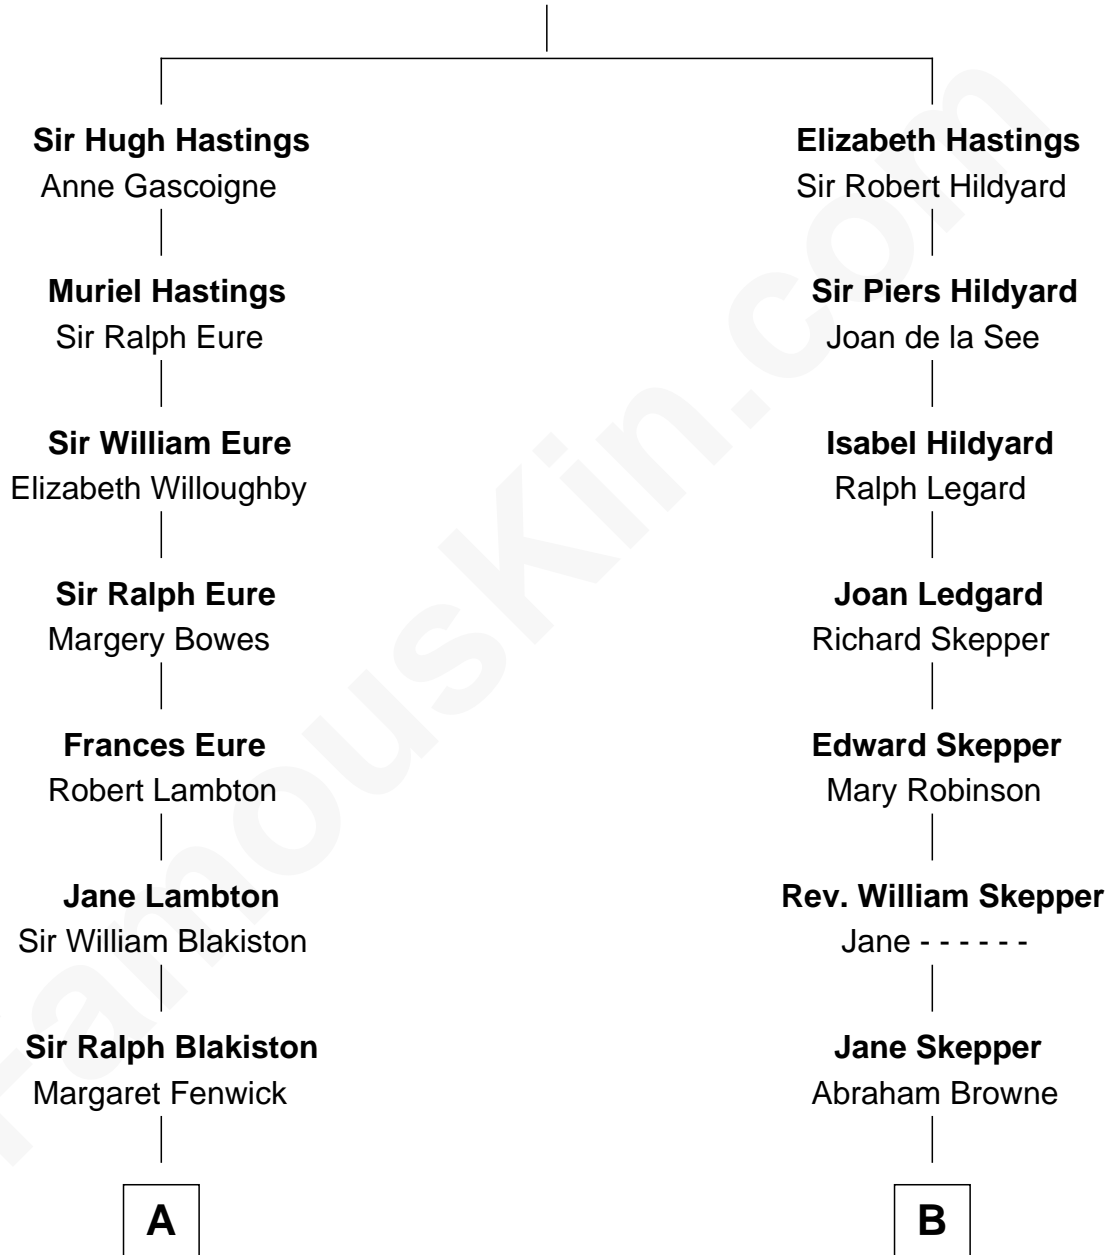 Sir Hugh Hastings
Anne Gascoigne
Muriel Hastings
Sir Ralph Eure
Sir William Eure
Elizabeth Willoughby
Sir Ralph Eure
Margery Bowes
Frances Eure
Robert Lambton
Jane Lambton
Sir William Blakiston
Sir Ralph Blakiston
Margaret Fenwick
A
Elizabeth Hastings
Sir Robert Hildyard
Sir Piers Hildyard
Joan de la See
Isabel Hildyard
Ralph Legard
Joan Ledgard
Richard Skepper
Edward Skepper
Mary Robinson
Rev. William Skepper
Jane - - - - - -
Jane Skepper
Abraham Browne
B
FamousKin.com